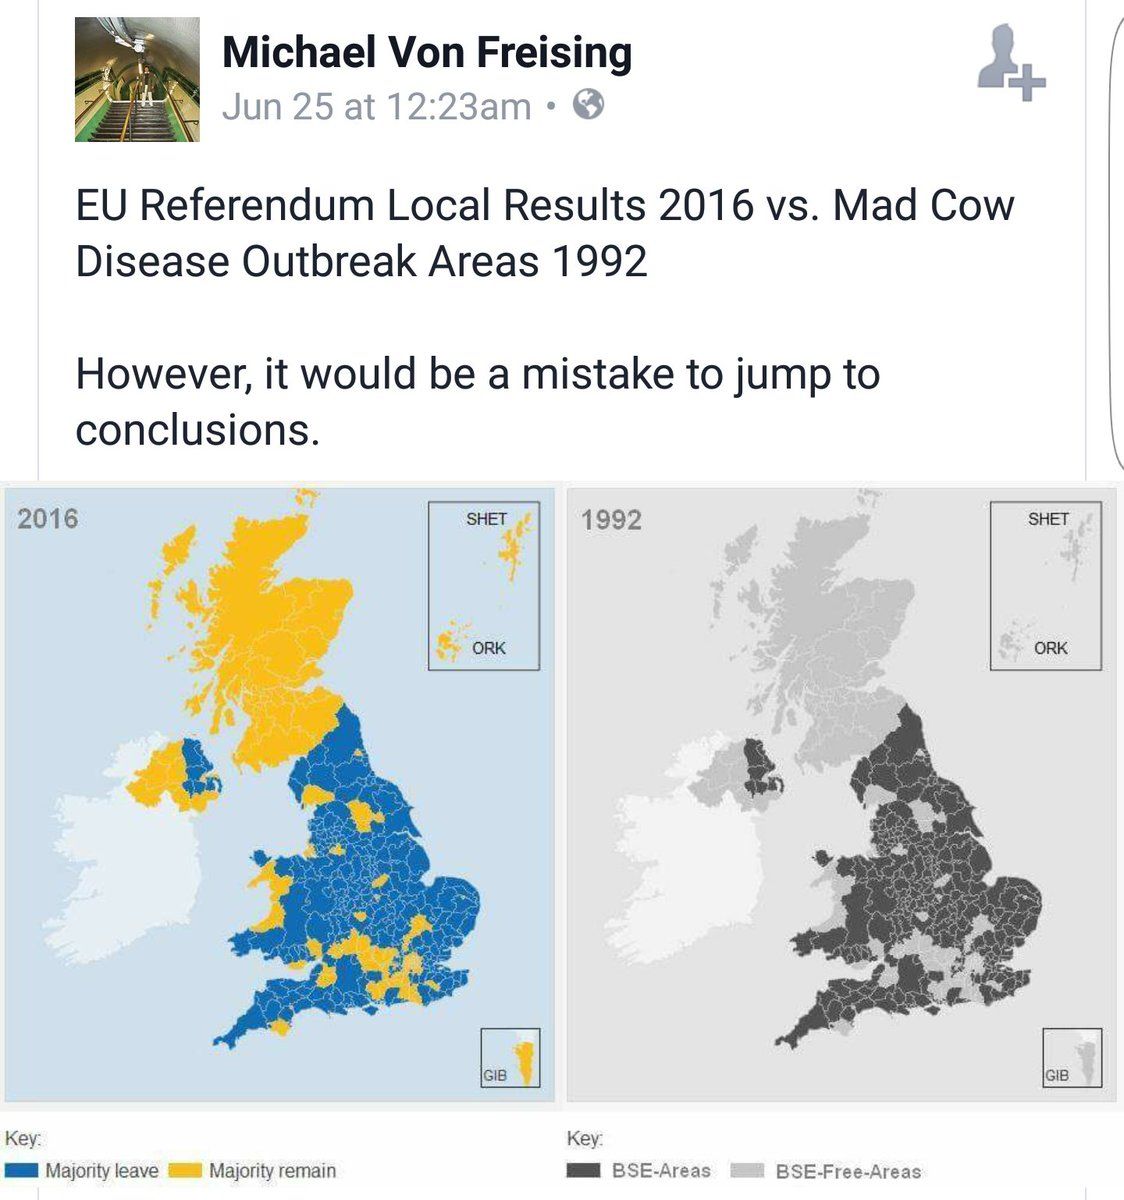 Michael Von Freising
Jun 25 at 12:23am •
EU Referendum Local Results 2016 vs. Mad Cow
Disease Outbreak Areas 1992
However, it would be a mistake to jump to
conclusions.
2016
SHET
ORK
GIB
Key:
Majority leave
Majority remain
1992
SHET
ORK
GIB
Key:
BSE-Areas
BSE-Free-Areas